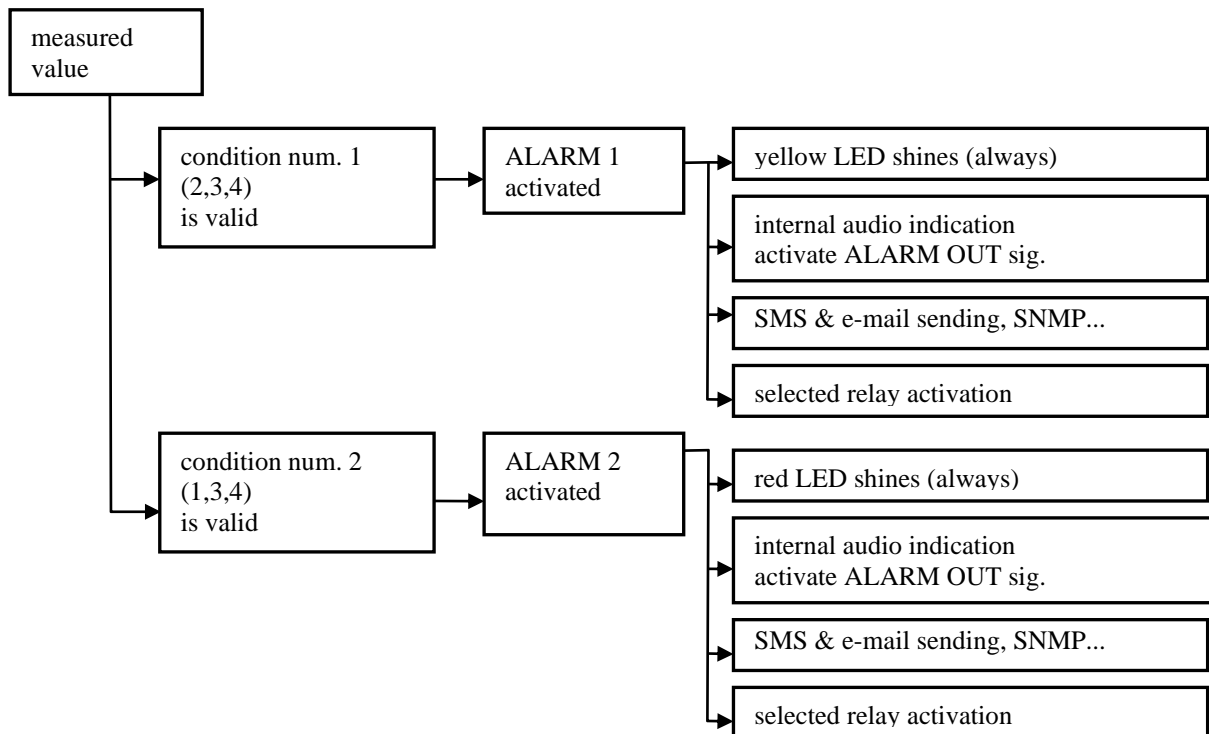 measured
value
condition num. 1
(2,3,4)
is valid
ALARM 1
activated
yellow LED shines (always)
internal audio indication
activate ALARM OUT sig.
SMS & e-mail sending, SNMP...
selected relay activation
condition num. 2
(1,3,4)
is valid
ALARM 2
activated
red LED shines (always)
internal audio indication
activate ALARM OUT sig.
SMS & e-mail sending, SNMP...
selected relay activation